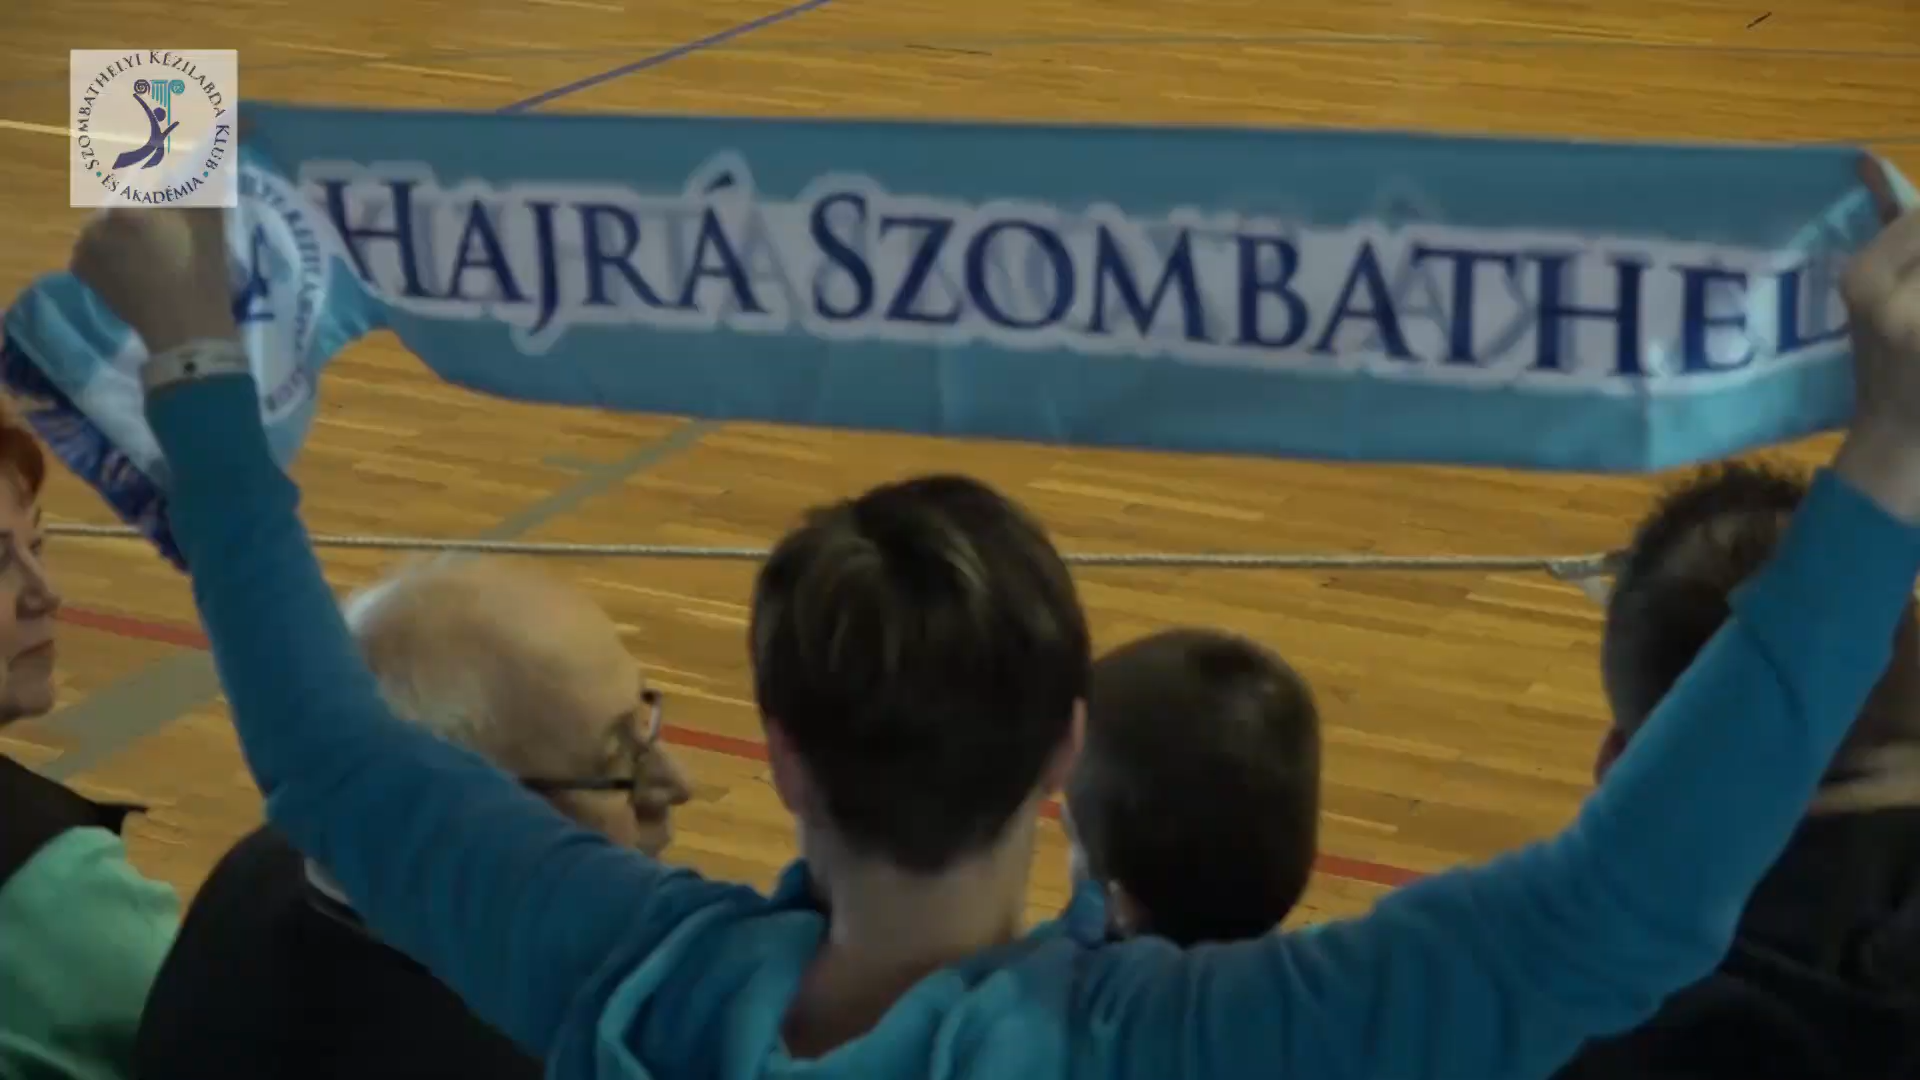 SZOMBATHELYI KÉZILABDA KLUB
• ÉS AKADÉMIA •
HAJRÁ SZOMBATHEL